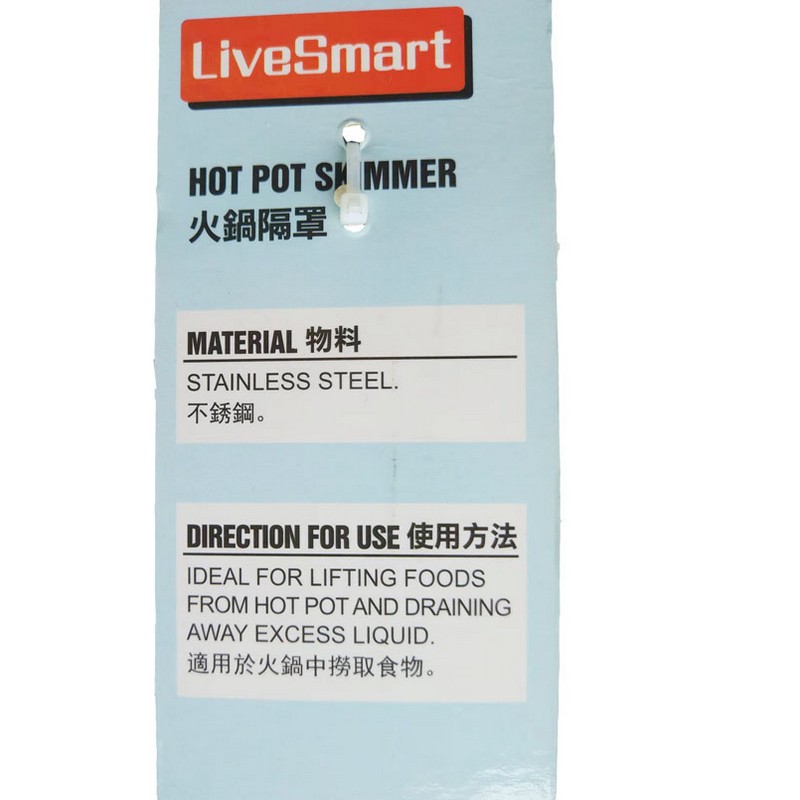 LiveSmart
HOT POT SKIMMER
火鍋隔罩
MATERIAL 物料
STAINLESS STEEL.
不銹鋼。
DIRECTION FOR USE 使用方法
IDEAL FOR LIFTING FOODS
FROM HOT POT AND DRAINING
AWAY EXCESS LIQUID.
適用於火鍋中撈取食物。